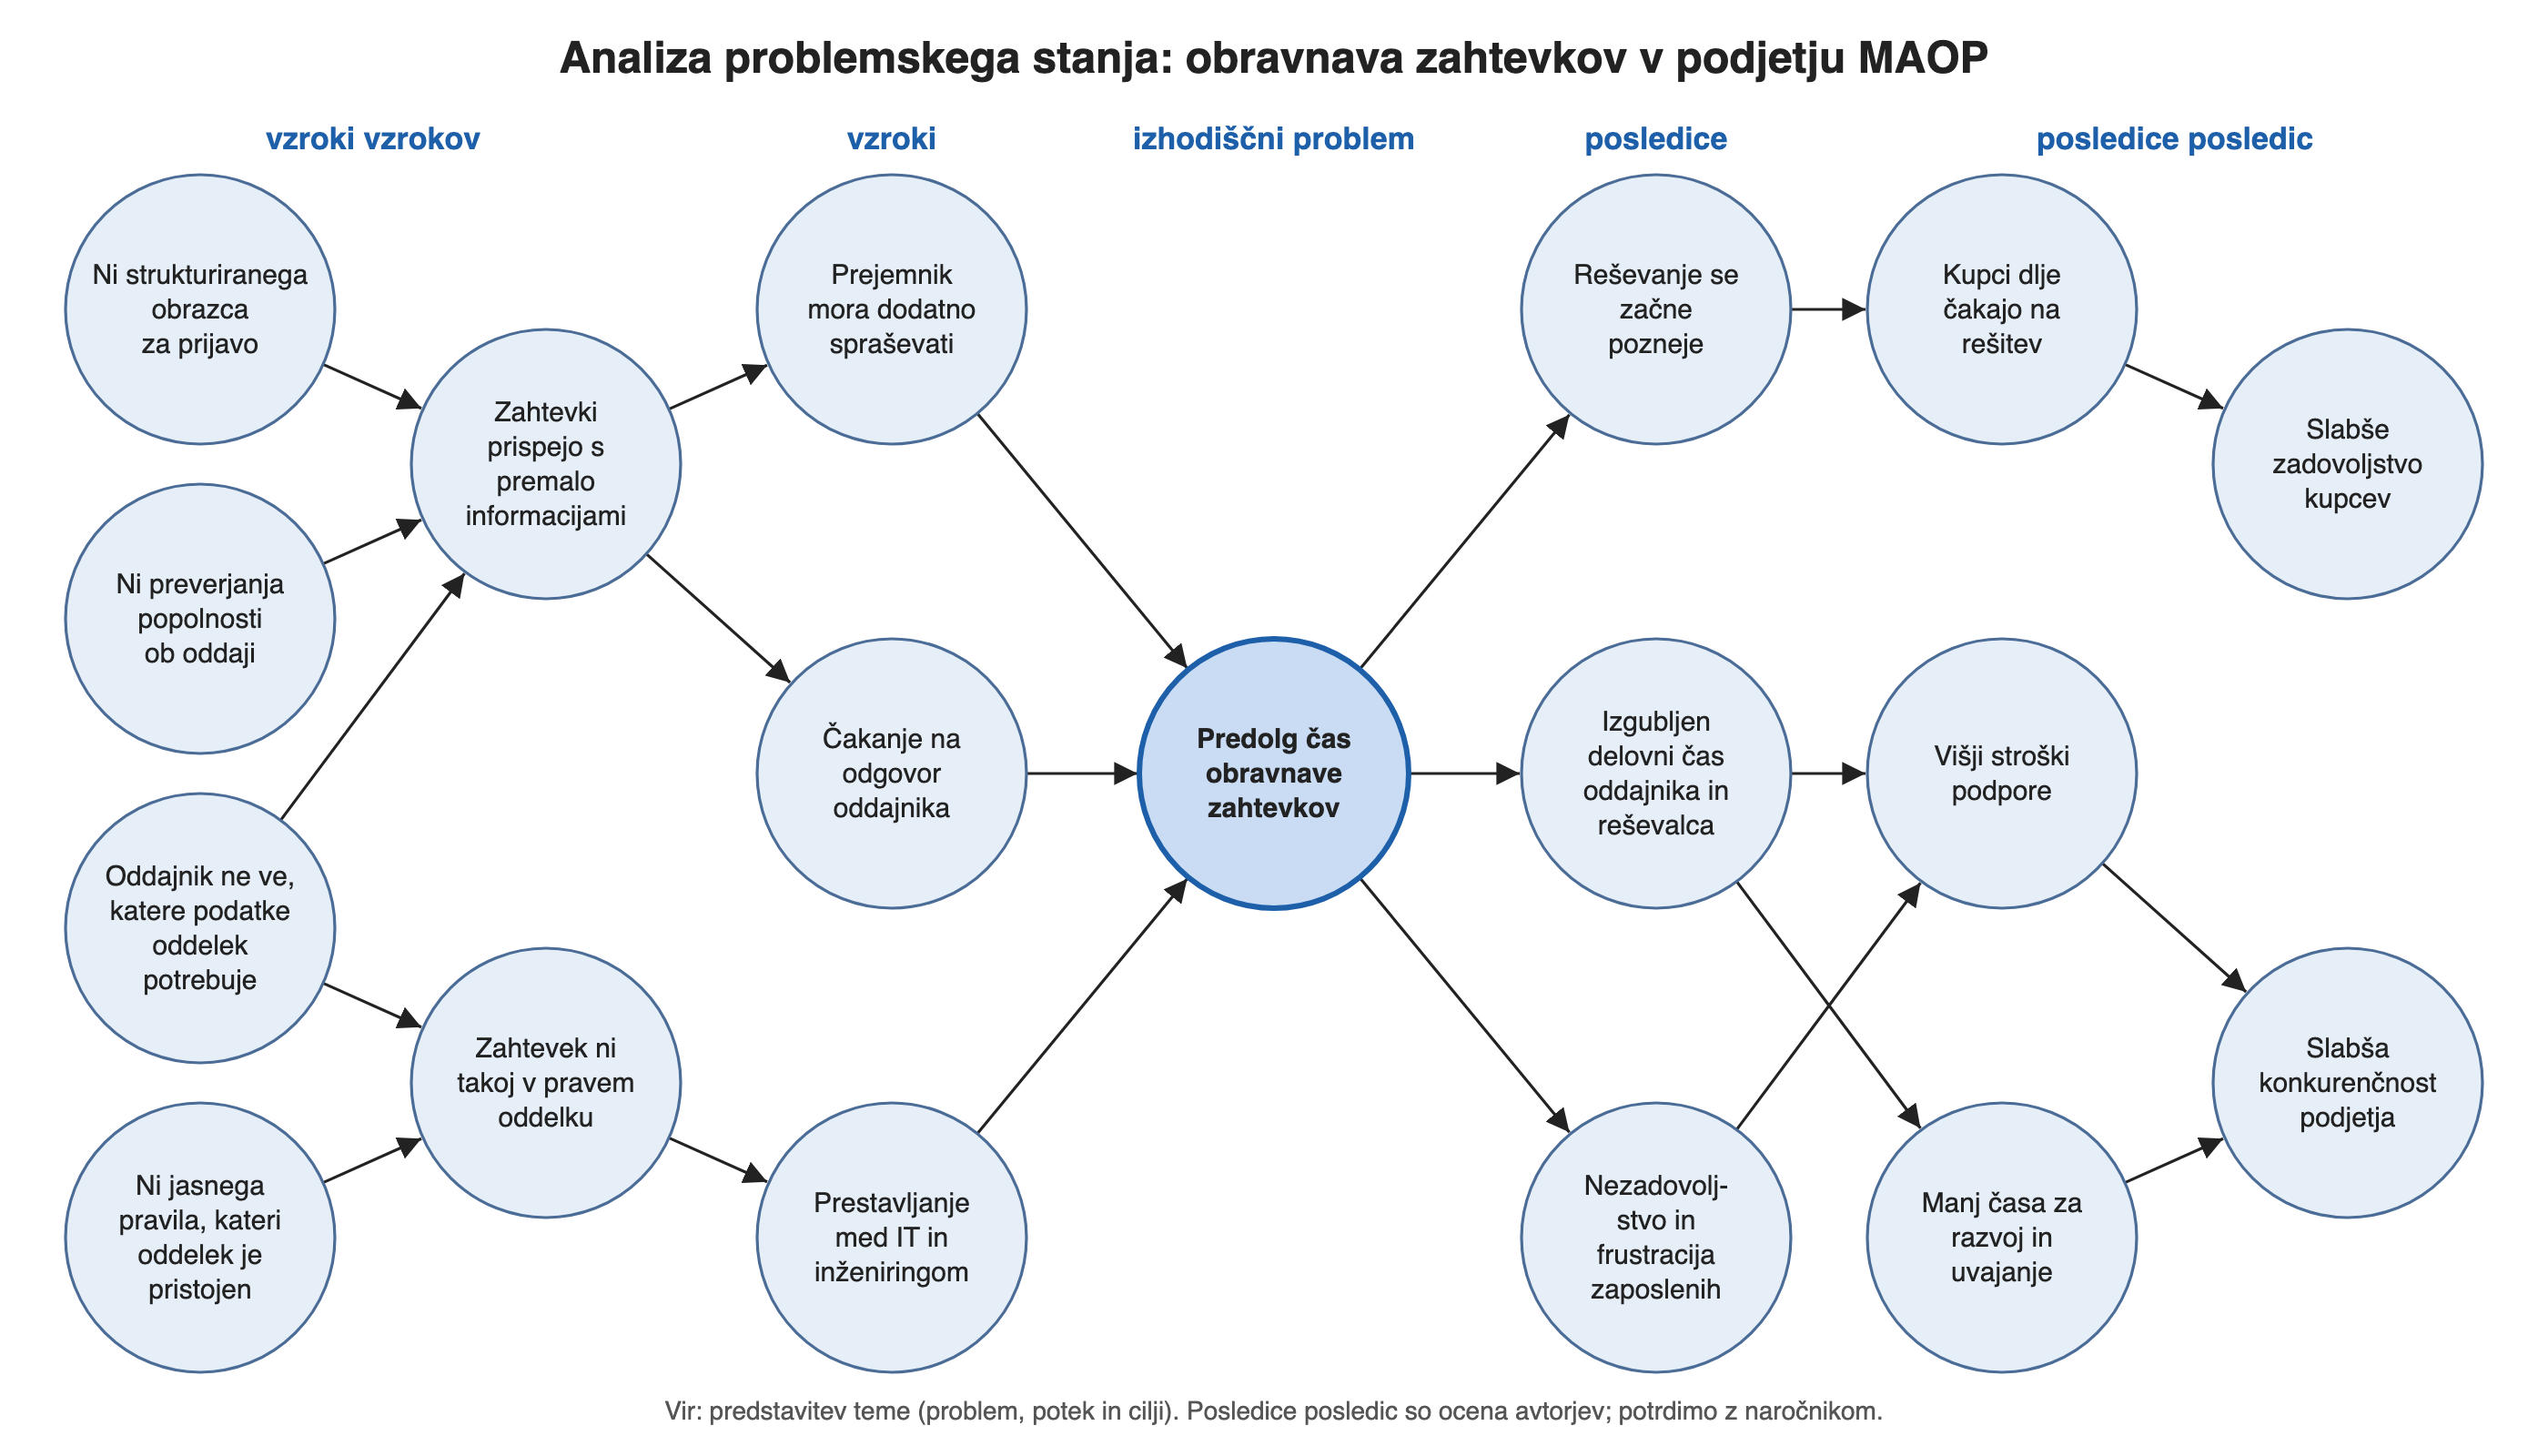 Analiza problemskega stanja: obravnava zahtevkov v podjetju MAOP
vzroki vzrokov
vzroki
izhodiščni problem
posledice
posledice posledic
Ni strukturiranega
obrazca
za prijavo
Ni preverjanja
popolnosti
ob oddaji
Oddajnik ne ve,
katere podatke
oddelek
potrebuje
Ni jasnega
pravila, kateri
oddelek je
pristojen
Zahtevki
prispejo s
premalo
informacijami
Zahtevek ni
takoj v pravem
oddelku
Prejemnik
mora dodatno
spraševati
Čakanje na
odgovor
oddajnika
Prestavljanje
med IT in
inženiringom
Predolg čas
obravnave
zahtevkov
Reševanje se
začne
pozneje
Izgubljen
delovni čas
oddajnika in
reševalca
Nezadovolj-
stvo in
frustracija
zaposlenih
Kupci dlje
čakajo na
rešitev
Višji stroški
podpore
Manj časa za
razvoj in
uvajanje
Slabše
zadovoljstvo
kupcev
Slabša
konkurenčnost
podjetja
Vir: predstavitev teme (problem, potek in cilji). Posledice posledic so ocena avtorjev; potrdimo z naročnikom.